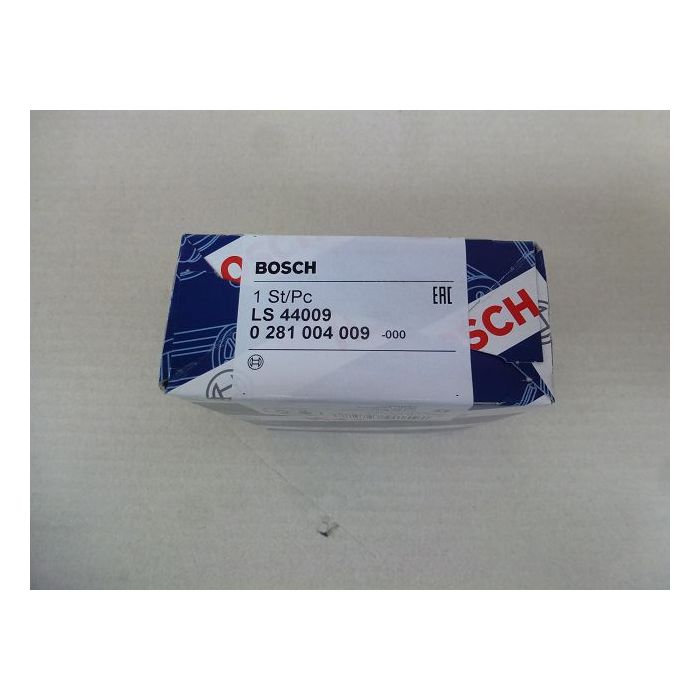 BOSCH
1 St/Pc
EAC
LS 44009
0 281 004 009 -000
SCH